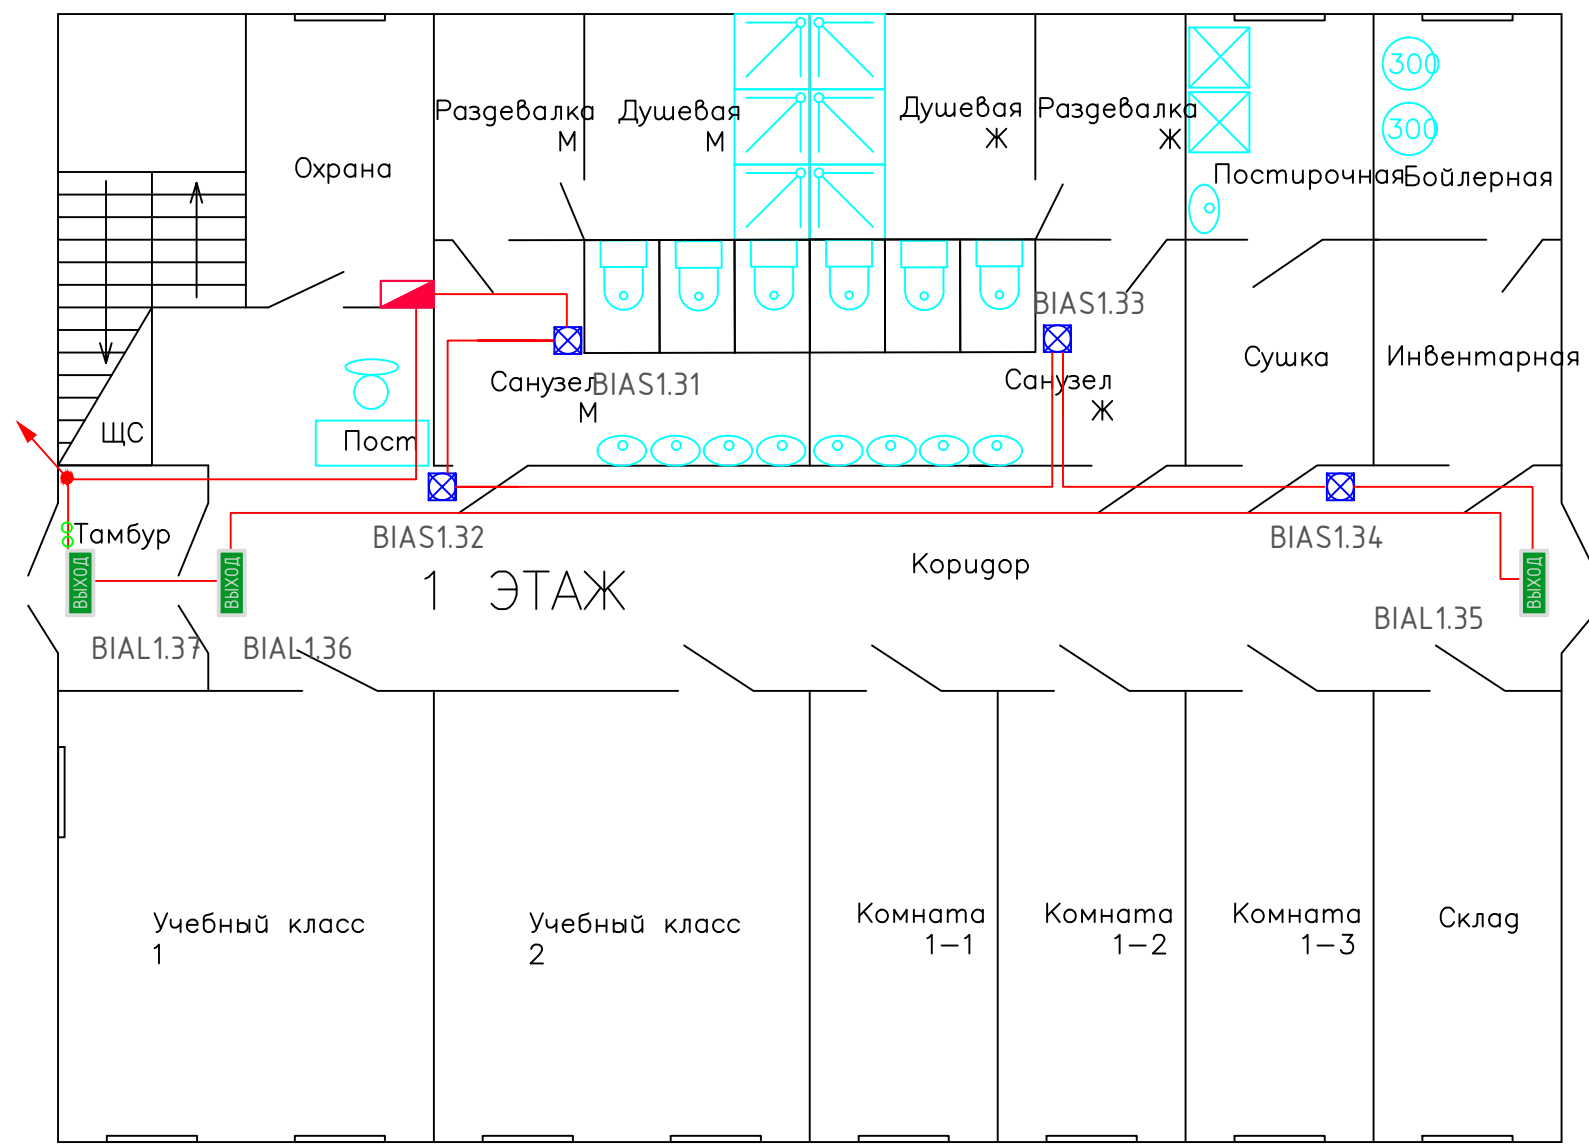 300
300
Раздевалка
М
Душевая
М
Душевая
Ж
Раздевалка
Ж
Охрана
Постирочная
Бойлерная
BIAS1.33
Санузел
М
BIAS1.31
Санузел
Ж
Сушка
Инвентарная
ЩС
Пост
Тамбур
BIAS1.32
BIAS1.34
Коридор
1 ЭТАЖ
ВЫХОД
ВЫХОД
ВЫХОД
BIAL1.37
BIAL1.36
BIAL1.35
Учебный класс
1
Учебный класс
2
Комната
1-1
Комната
1-2
Комната
1-3
Склад